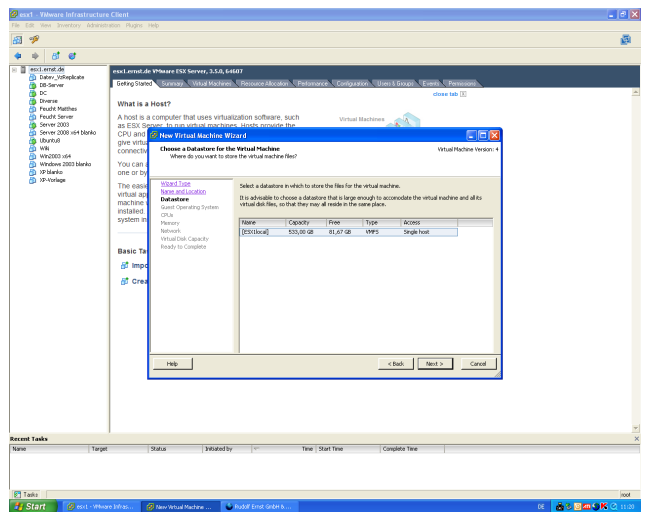 esx1 - VMware Infrastructure Client
File Edit View Inventory Administration Plugins Help
esx1.ernst.de
Datev_VzReplicate
DB-Server
DC
Diverse
Feucht Matthes
Feucht Server
Server 2003
Server 2008 x64 blanko
Ubuntu8
WiN
Win2003 x64
Windows 2003 blanko
XP blanko
XP-Vorlage
esx1.ernst.de VMware ESX Server, 3.5.0, 64607
Getting Started Summary Virtual Machines Resource Allocation Performance Configuration Users & Groups Events Permissions
close tab
What is a Host?
A host is a computer that uses virtualization software, such
as ESX Server, to run virtual machines. Hosts provide the
CPU and
give virtua
connectiv
You can a
one or by
The easie
virtual ap
machine
installed
system in
Virtual Machines
Basic Ta
Impo
Crea
New Virtual Machine Wizard
Choose a Datastore for the Virtual Machine
Where do you want to store the virtual machine files?
Virtual Machine Version: 4
Wizard Type
Name and Location
Datastore
Guest Operating System
CPUs
Memory
Network
Virtual Disk Capacity
Ready to Complete
Select a datastore in which to store the files for the virtual machine.
It is advisable to choose a datastore that is large enough to accomodate the virtual machine and all its
virtual disk files, so that they may all reside in the same place.
Name Capacity Free Type Access
[ESX1local] 533,00 GB 81,67 GB VMFS Single host
Help < Back Next > Cancel
Recent Tasks
Name Target Status Initiated by Time Start Time Complete Time
Tasks root
Start esx1 - VMware Infras... New Virtual Machine ... Rudolf Ernst GmbH & ... DE 11:20